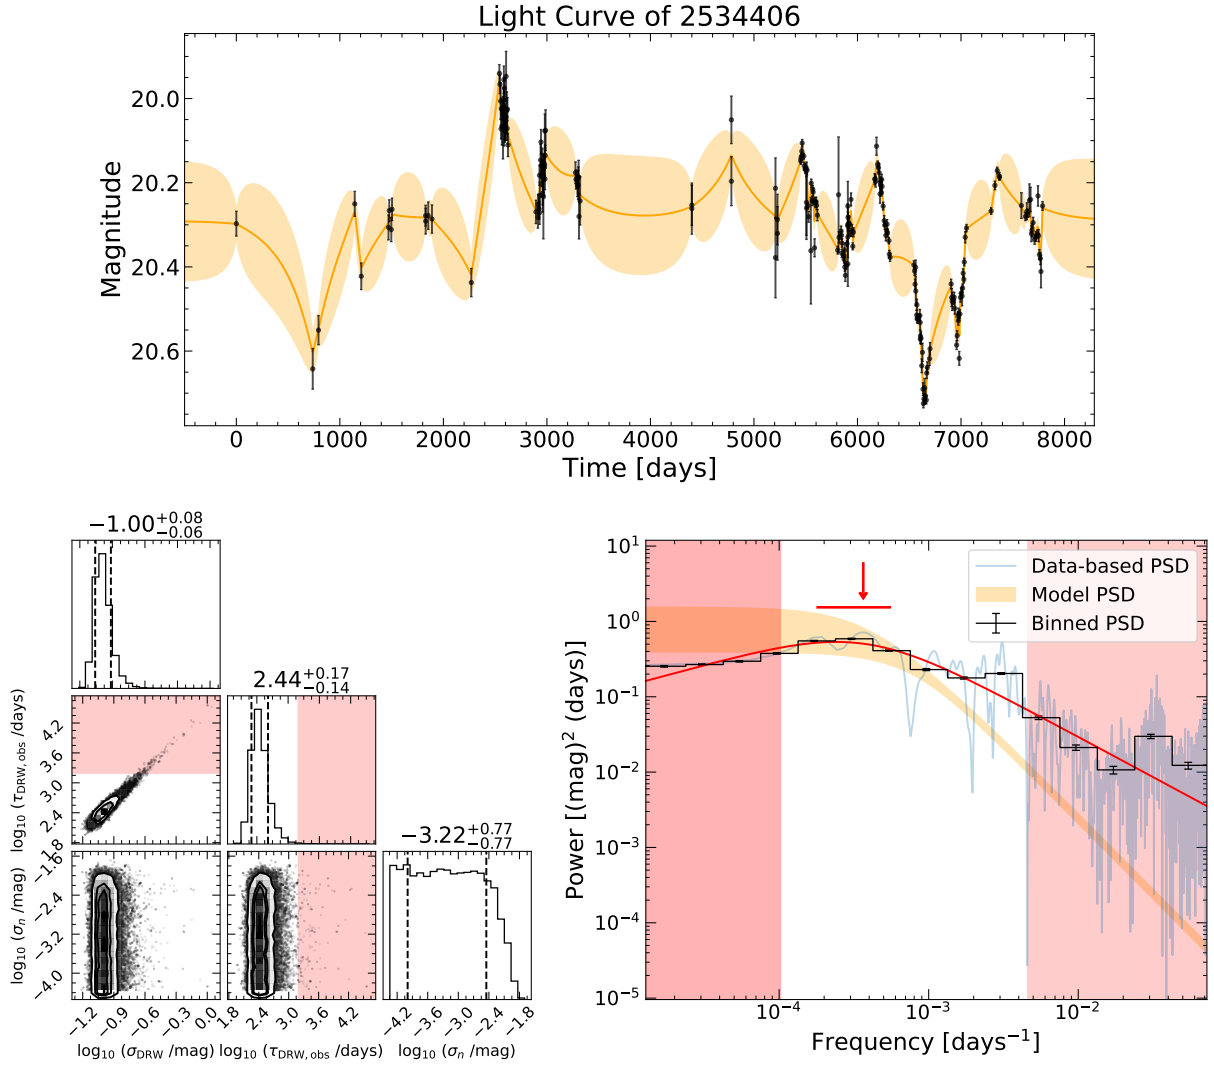 Light Curve of 2534406
Magnitude
20.0
20.2
20.4
20.6
0 1000 2000 3000 4000 5000 6000 7000 8000
Time [days]
−1.00+0.08−0.06
2.44+0.17−0.14
−3.22+0.77−0.77
log10 (τDRW, obs /days)
4.2
3.6
3.0
2.4
1.8
log10 (σn /mag)
−1.6
−2.4
−3.2
−4.0
−1.2 −0.9 −0.6 −0.3 0.0
1.8 2.4 3.0 3.6 4.2
−4.2 −3.6 −3.0 −2.4 −1.8
log10 (σDRW /mag)
log10 (τDRW, obs /days)
log10 (σn /mag)
Data-based PSD
Model PSD
Binned PSD
Power [(mag)2 (days)]
10^1
10^0
10^−1
10^−2
10^−3
10^−4
10^−5
10^−4 10^−3 10^−2
Frequency [days−1]